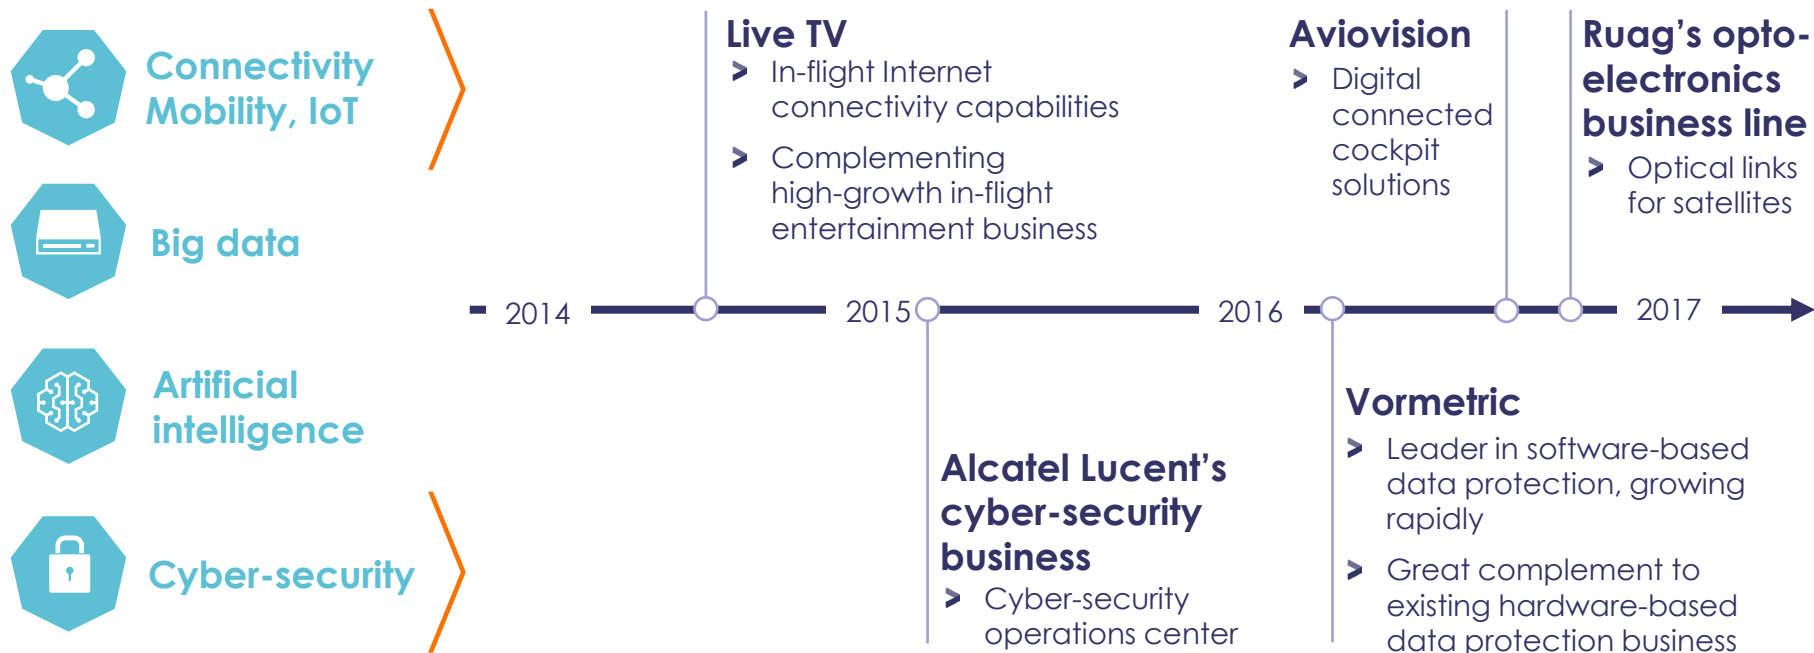 Connectivity
Mobility, IoT
Big data
Artificial
intelligence
Cyber-security
Live TV
> In-flight Internet
connectivity capabilities
> Complementing
high-growth in-flight
entertainment business
Aviovision
> Digital
connected
cockpit
solutions
Ruag’s opto-
electronics
business line
> Optical links
for satellites
2014
2015
2016
2017
Alcatel Lucent’s
cyber-security
business
> Cyber-security
operations center
Vormetric
> Leader in software-based
data protection, growing
rapidly
> Great complement to
existing hardware-based
data protection business